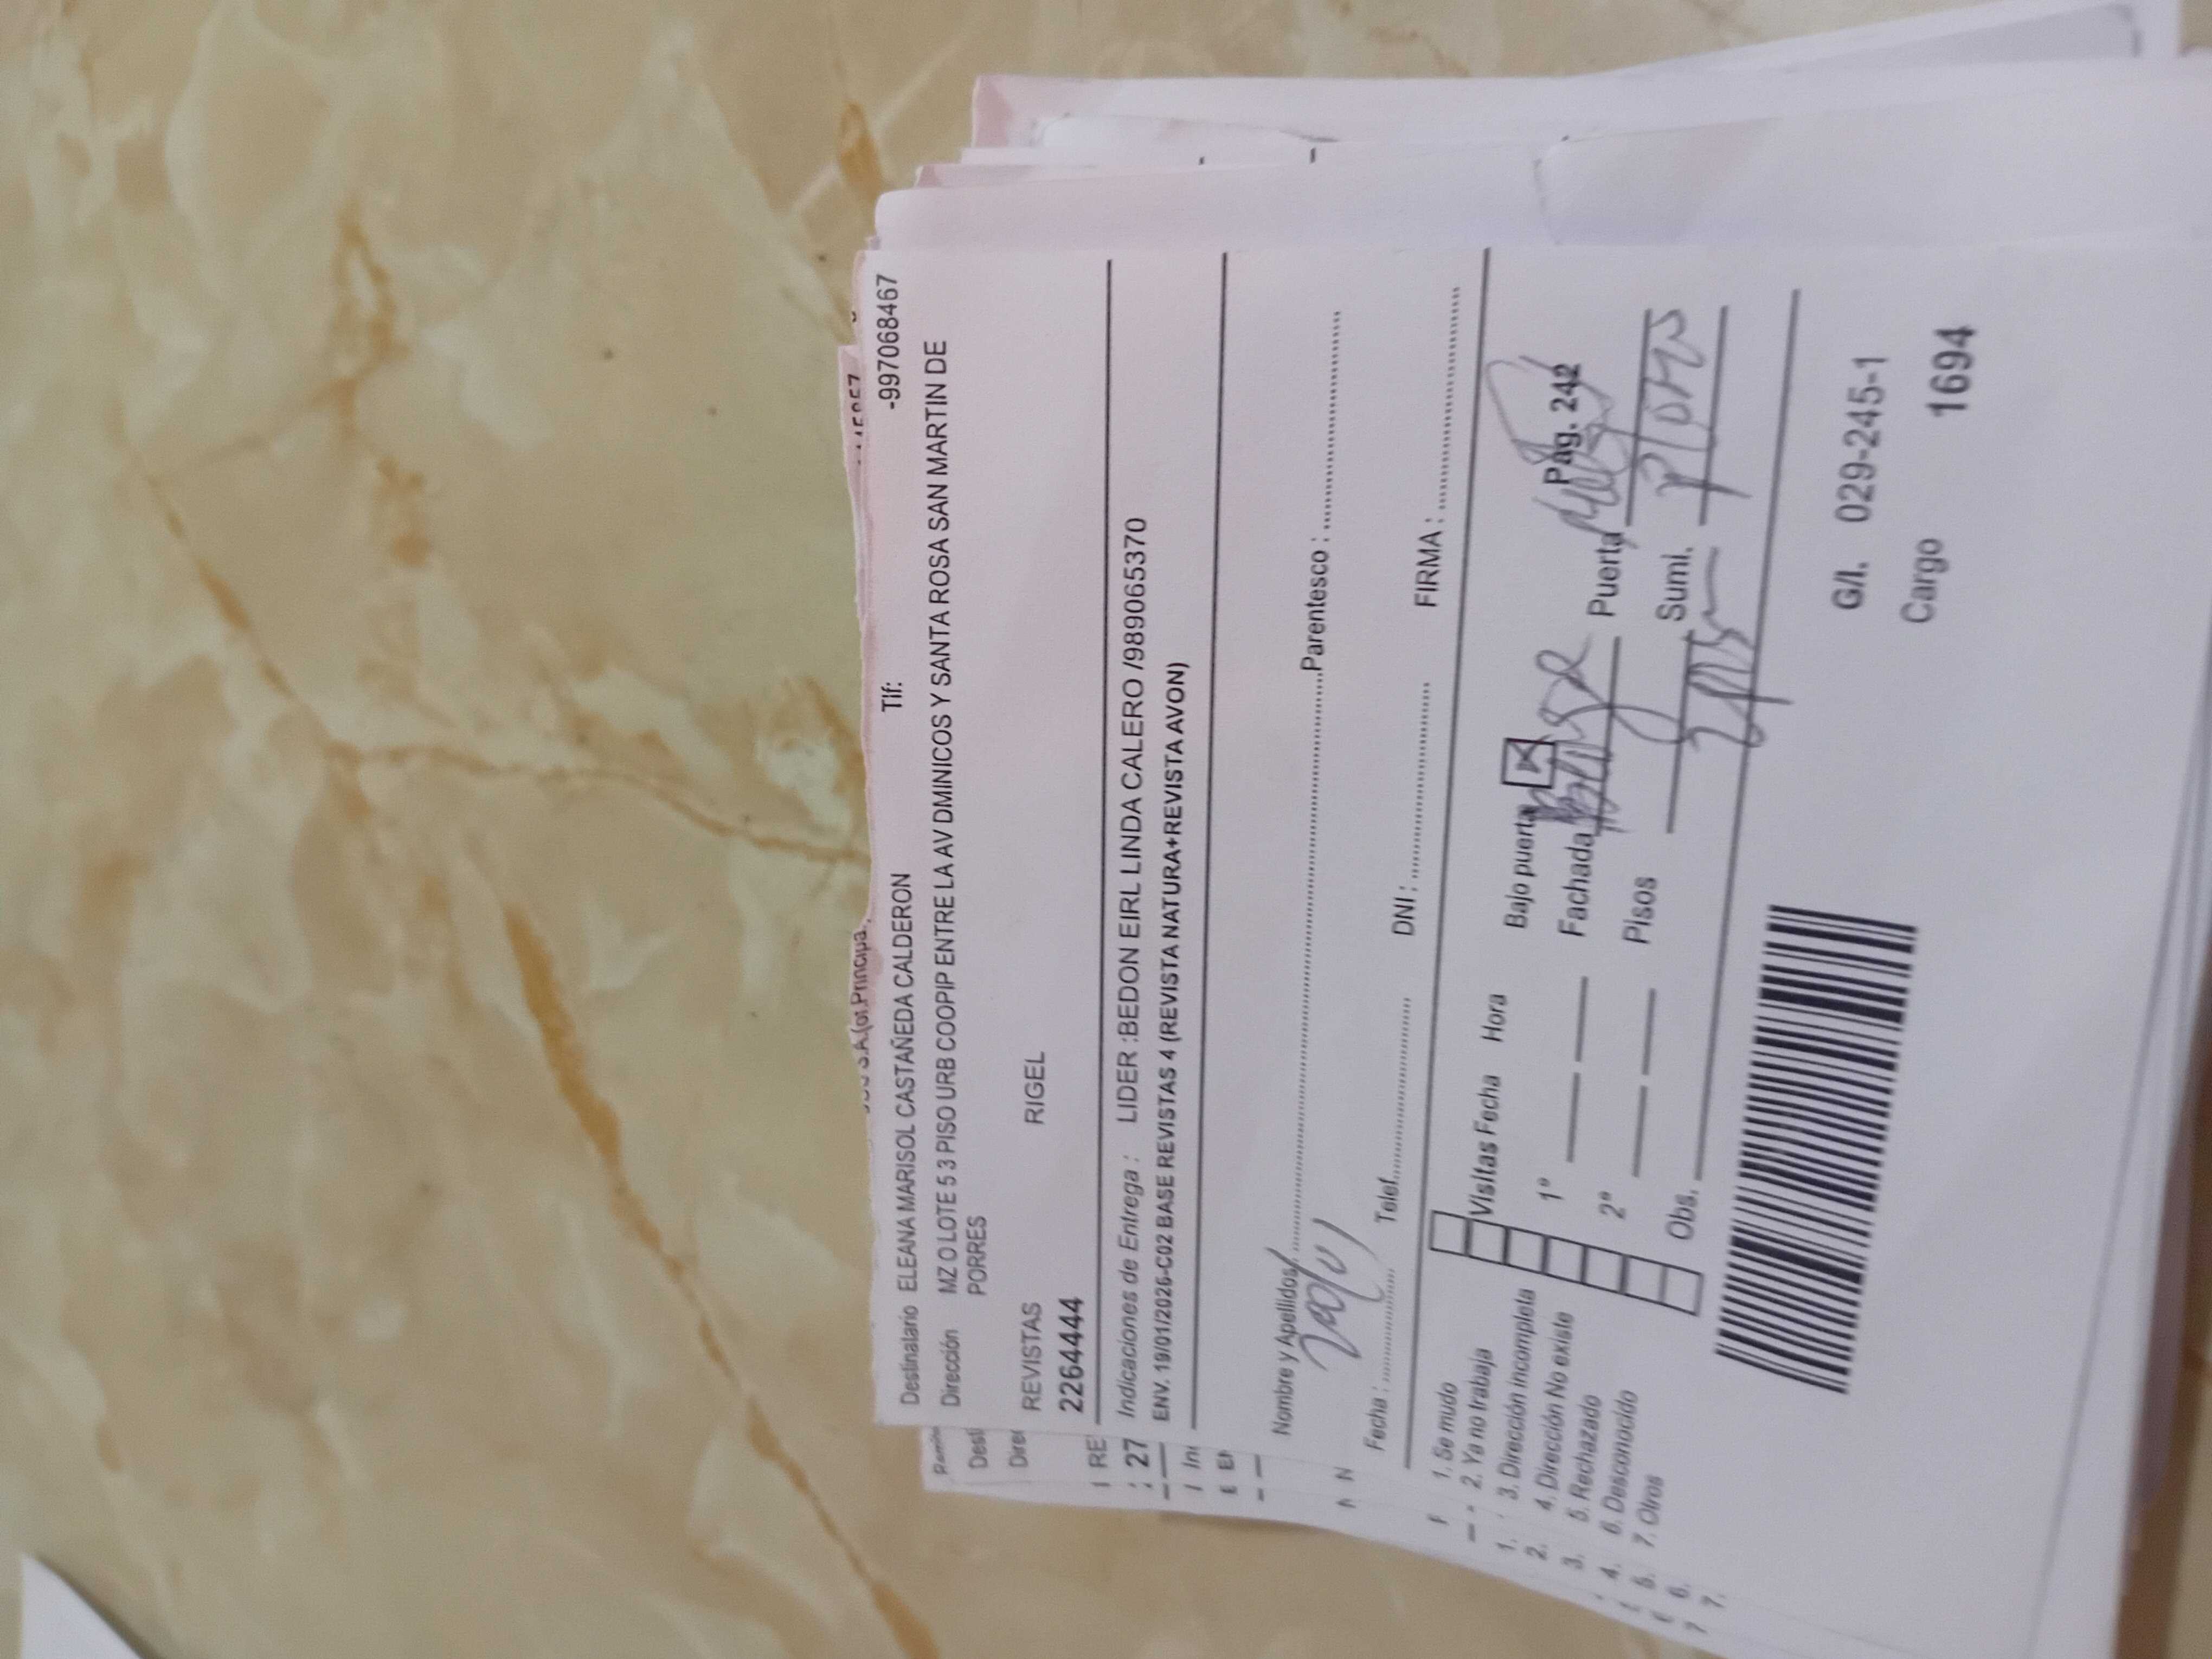 S.A.(of.Principa
Destinatario ELEANA MARISOL CASTAÑEDA CALDERON Tlf: -997068467
Dirección MZ O LOTE 5 3 PISO URB COOPIP ENTRE LA AV DMINICOS Y SANTA ROSA SAN MARTIN DE
PORRES
REVISTAS RIGEL
2264444
Indicaciones de Entrega : LIDER :BEDON EIRL LINDA CALERO /989065370
ENV. 19/01/2026-C02 BASE REVISTAS 4 (REVISTA NATURA+REVISTA AVON)
Nombre y Apellidos Parentesco :
Fecha : Telef. DNI : FIRMA :
1. Se mudo
2. Ya no trabaja
3. Dirección incompleta
4. Dirección No existe
5. Rechazado
6. Desconocido
7. Otros
Visitas Fecha Hora
1º
2º
Obs.
Bajo puerta Pág. 242
Fachada Puerta
Pisos Sumi.
G/I. 029-245-1
Cargo 1694